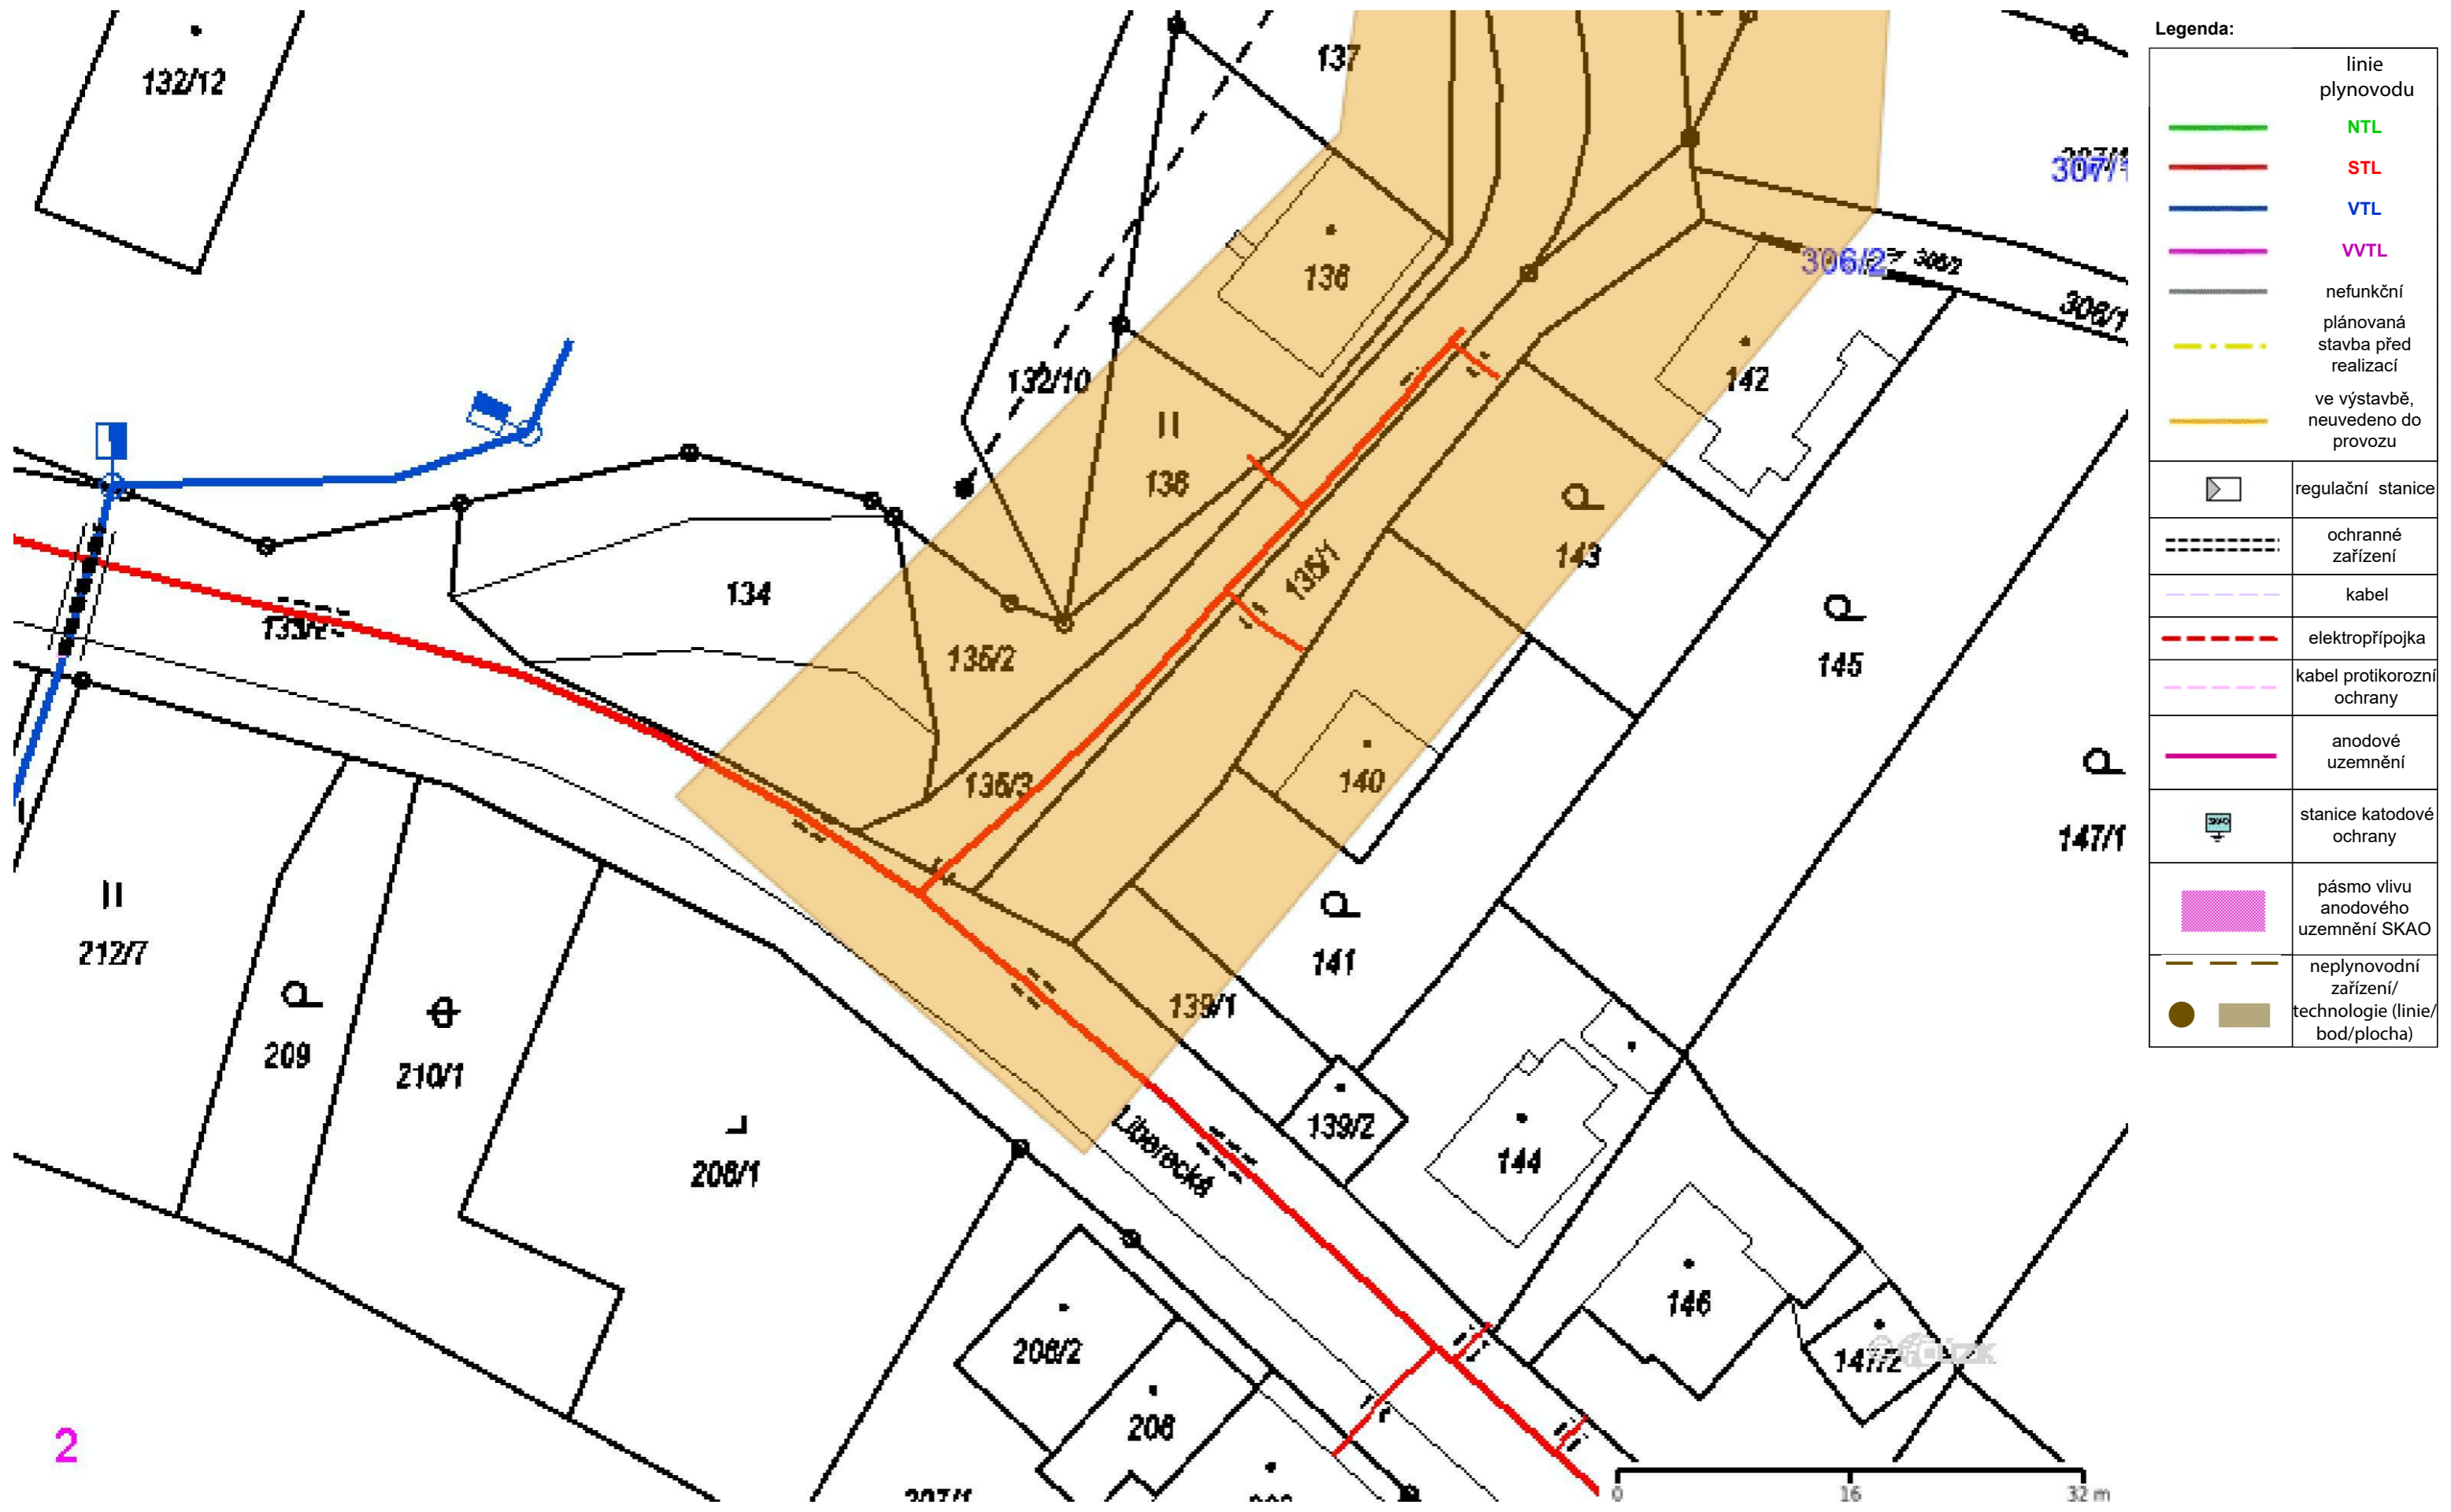 Legenda:
linie
plynovodu
NTL
STL
VTL
VVTL
nefunkční
plánovaná
stavba před
realizací
ve výstavbě,
neuvedeno do
provozu
regulační stanice
ochranné
zařízení
kabel
elektropřípojka
kabel protikorozní
ochrany
anodové
uzemnění
SKAO
stanice katodové
ochrany
pásmo vlivu
anodového
uzemnění SKAO
neplynovodní
zařízení/
technologie (linie/
bod/plocha)
132/12
137
307/1
136
306/2
306/2
306/1
132/10
142
138
143
134
135/1
135/2
145
135/3
140
147/1
212/7
141
209
139/1
210/1
206/1
Liberecká
139/2
144
146
206/2
147/2
206
2
0 16 32 m